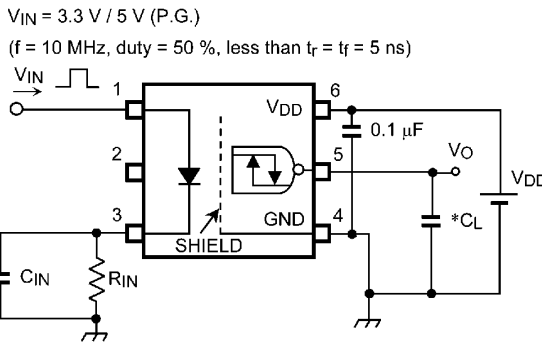 VIN = 3.3 V / 5 V (P.G.)
(f = 10 MHz, duty = 50 %, less than tr = tf = 5 ns)
VIN
1
6
VDD
0.1 μF
2
5
VO
VDD
3
GND
4
*CL
SHIELD
CIN
RIN